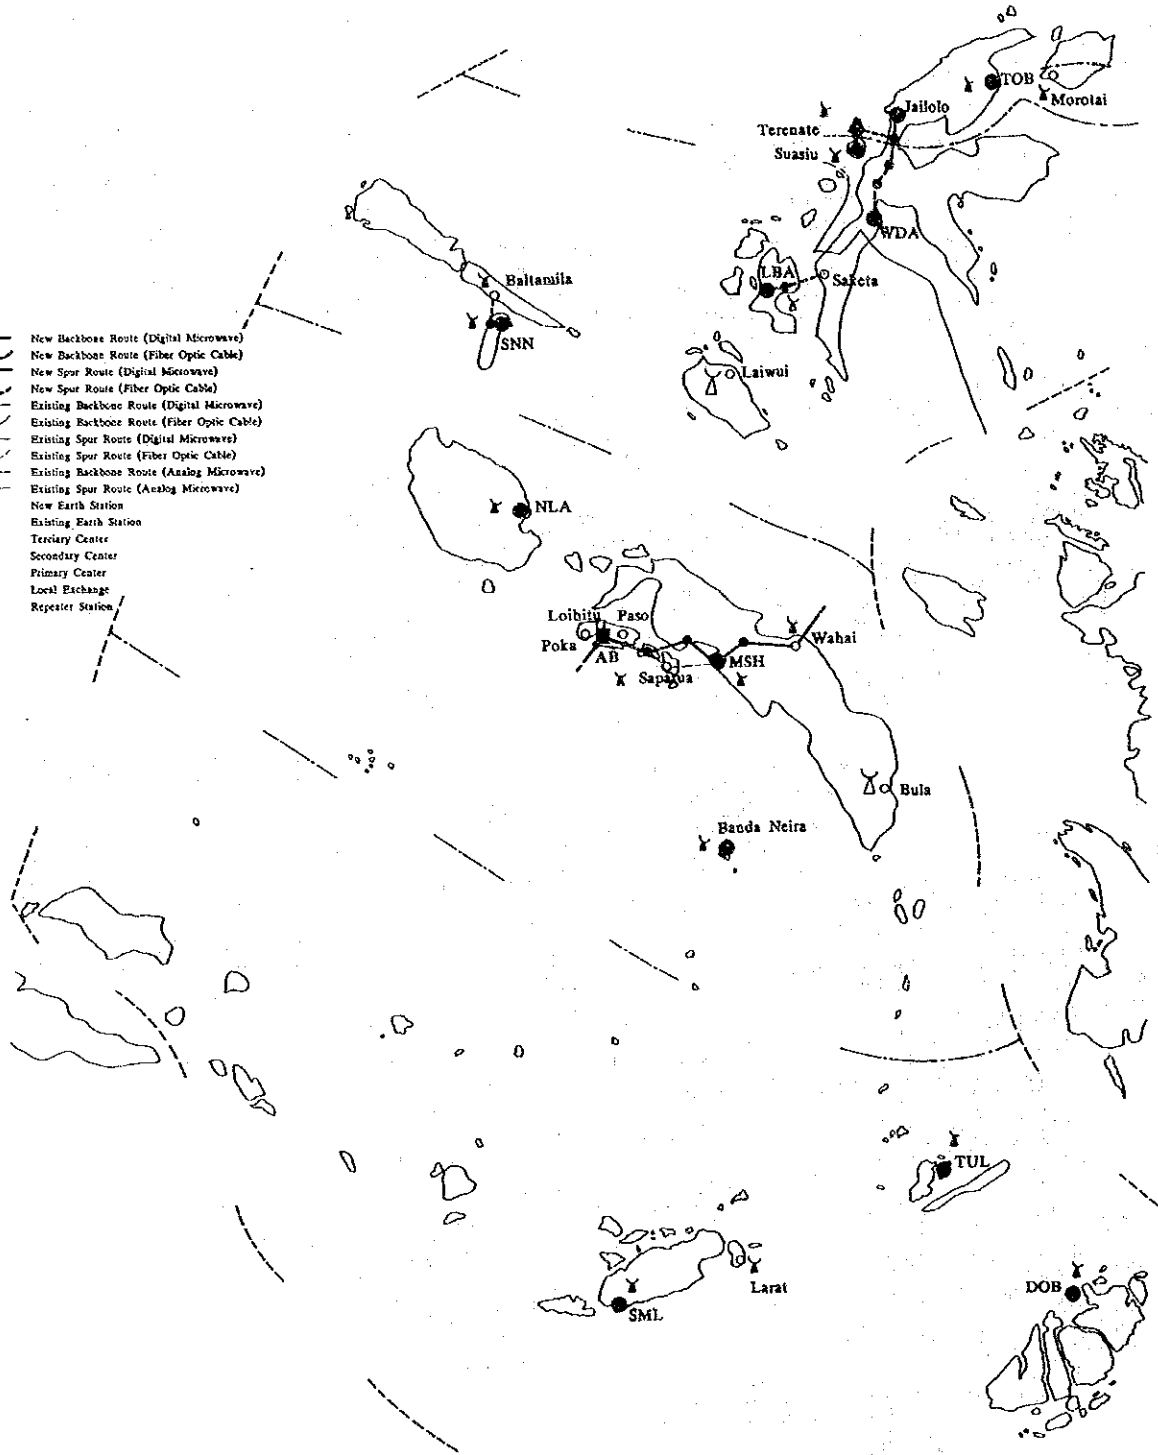 TOB
Morotai
Jailolo
Terenate
Suasiu
WDA
LBA
Saketa
Baltamila
SNN
Laiwui
New Backbone Route (Digital Microwave)
New Backbone Route (Fiber Optic Cable)
New Spur Route (Digital Microwave)
New Spur Route (Fiber Optic Cable)
Existing Backbone Route (Digital Microwave)
Existing Backbone Route (Fiber Optic Cable)
Existing Spur Route (Digital Microwave)
Existing Spur Route (Fiber Optic Cable)
Existing Backbone Route (Analog Microwave)
Existing Spur Route (Analog Microwave)
New Earth Station
Existing Earth Station
Terciary Center
Secondary Center
Primary Center
Local Exchange
Repeater Station
NLA
Loihitu Paso
Poka
AB
Saparua
MSH
Wahai
Bula
Banda Neira
TUL
Larat
SML
DOB